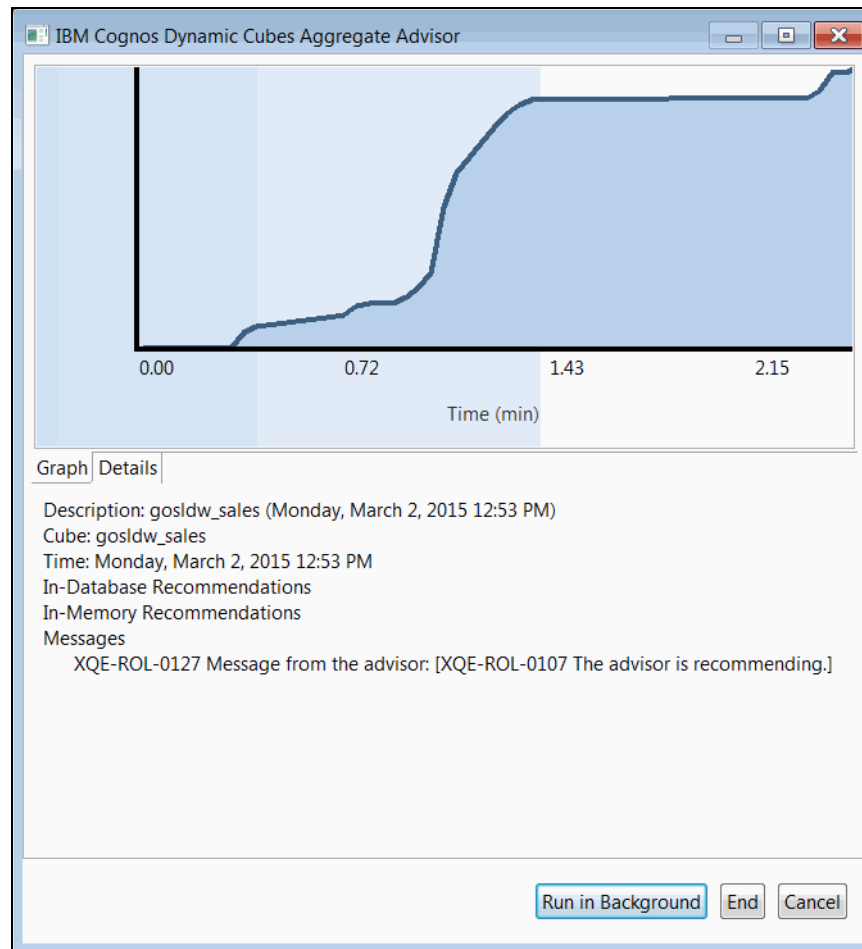 IBM Cognos Dynamic Cubes Aggregate Advisor
0.00 0.72 1.43 2.15
Time (min)
Graph Details
Description: gosldw_sales (Monday, March 2, 2015 12:53 PM)
Cube: gosldw_sales
Time: Monday, March 2, 2015 12:53 PM
In-Database Recommendations
In-Memory Recommendations
Messages
XQE-ROL-0127 Message from the advisor: [XQE-ROL-0107 The advisor is recommending.]
Run in Background End Cancel